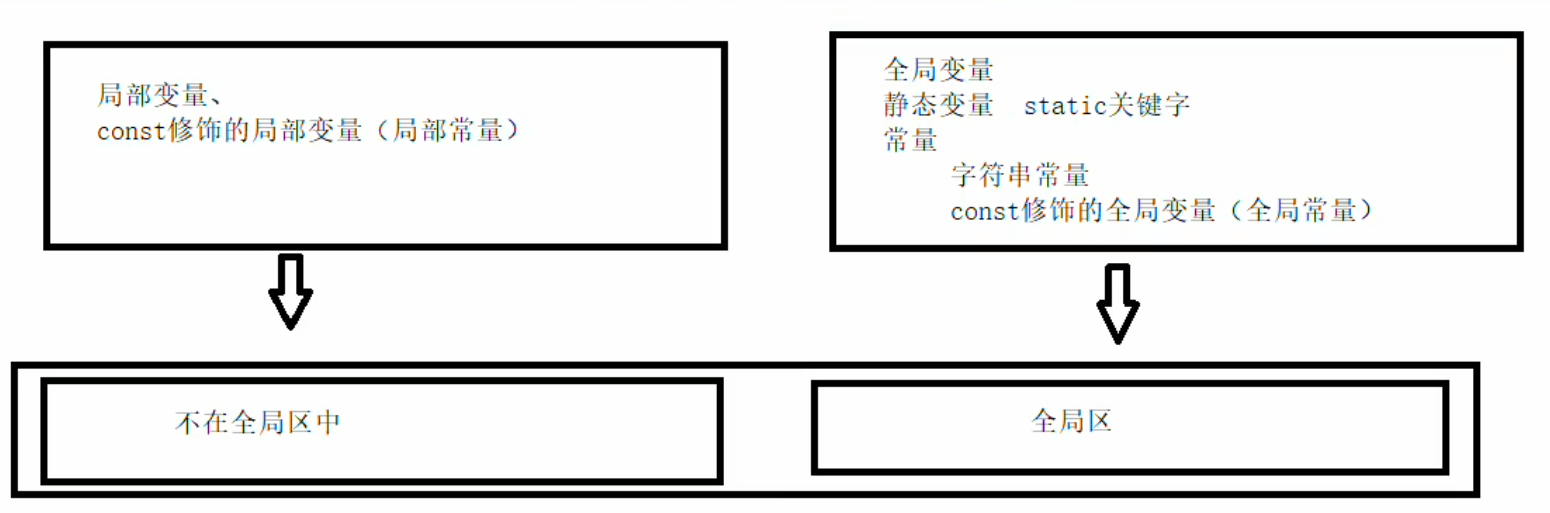 局部变量、
const修饰的局部变量（局部常量）
全局变量
静态变量 static关键字
常量
字符串常量
const修饰的全局变量（全局常量）
不在全局区中
全局区